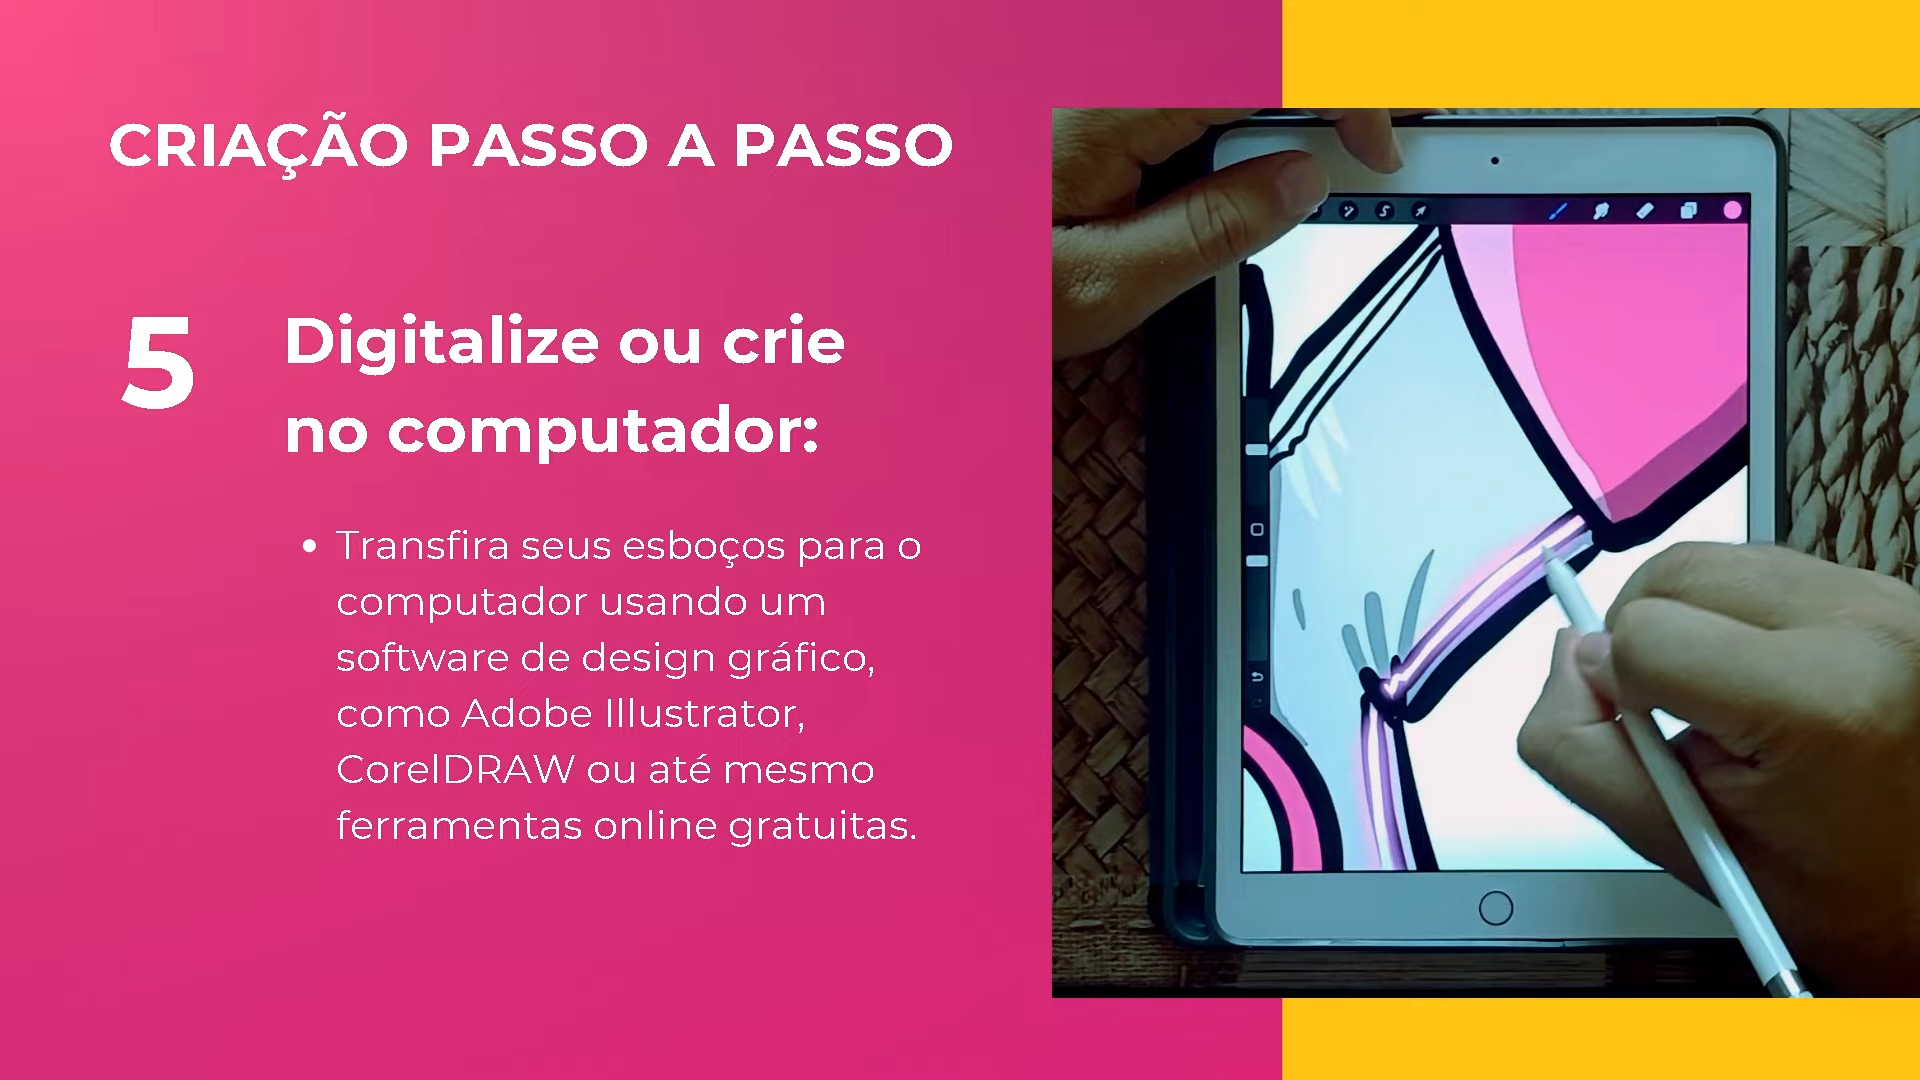 CRIAÇÃO PASSO A PASSO
5
Digitalize ou crie
no computador:
• Transfira seus esboços para o
computador usando um
software de design gráfico,
como Adobe Illustrator,
CorelDRAW ou até mesmo
ferramentas online gratuitas.